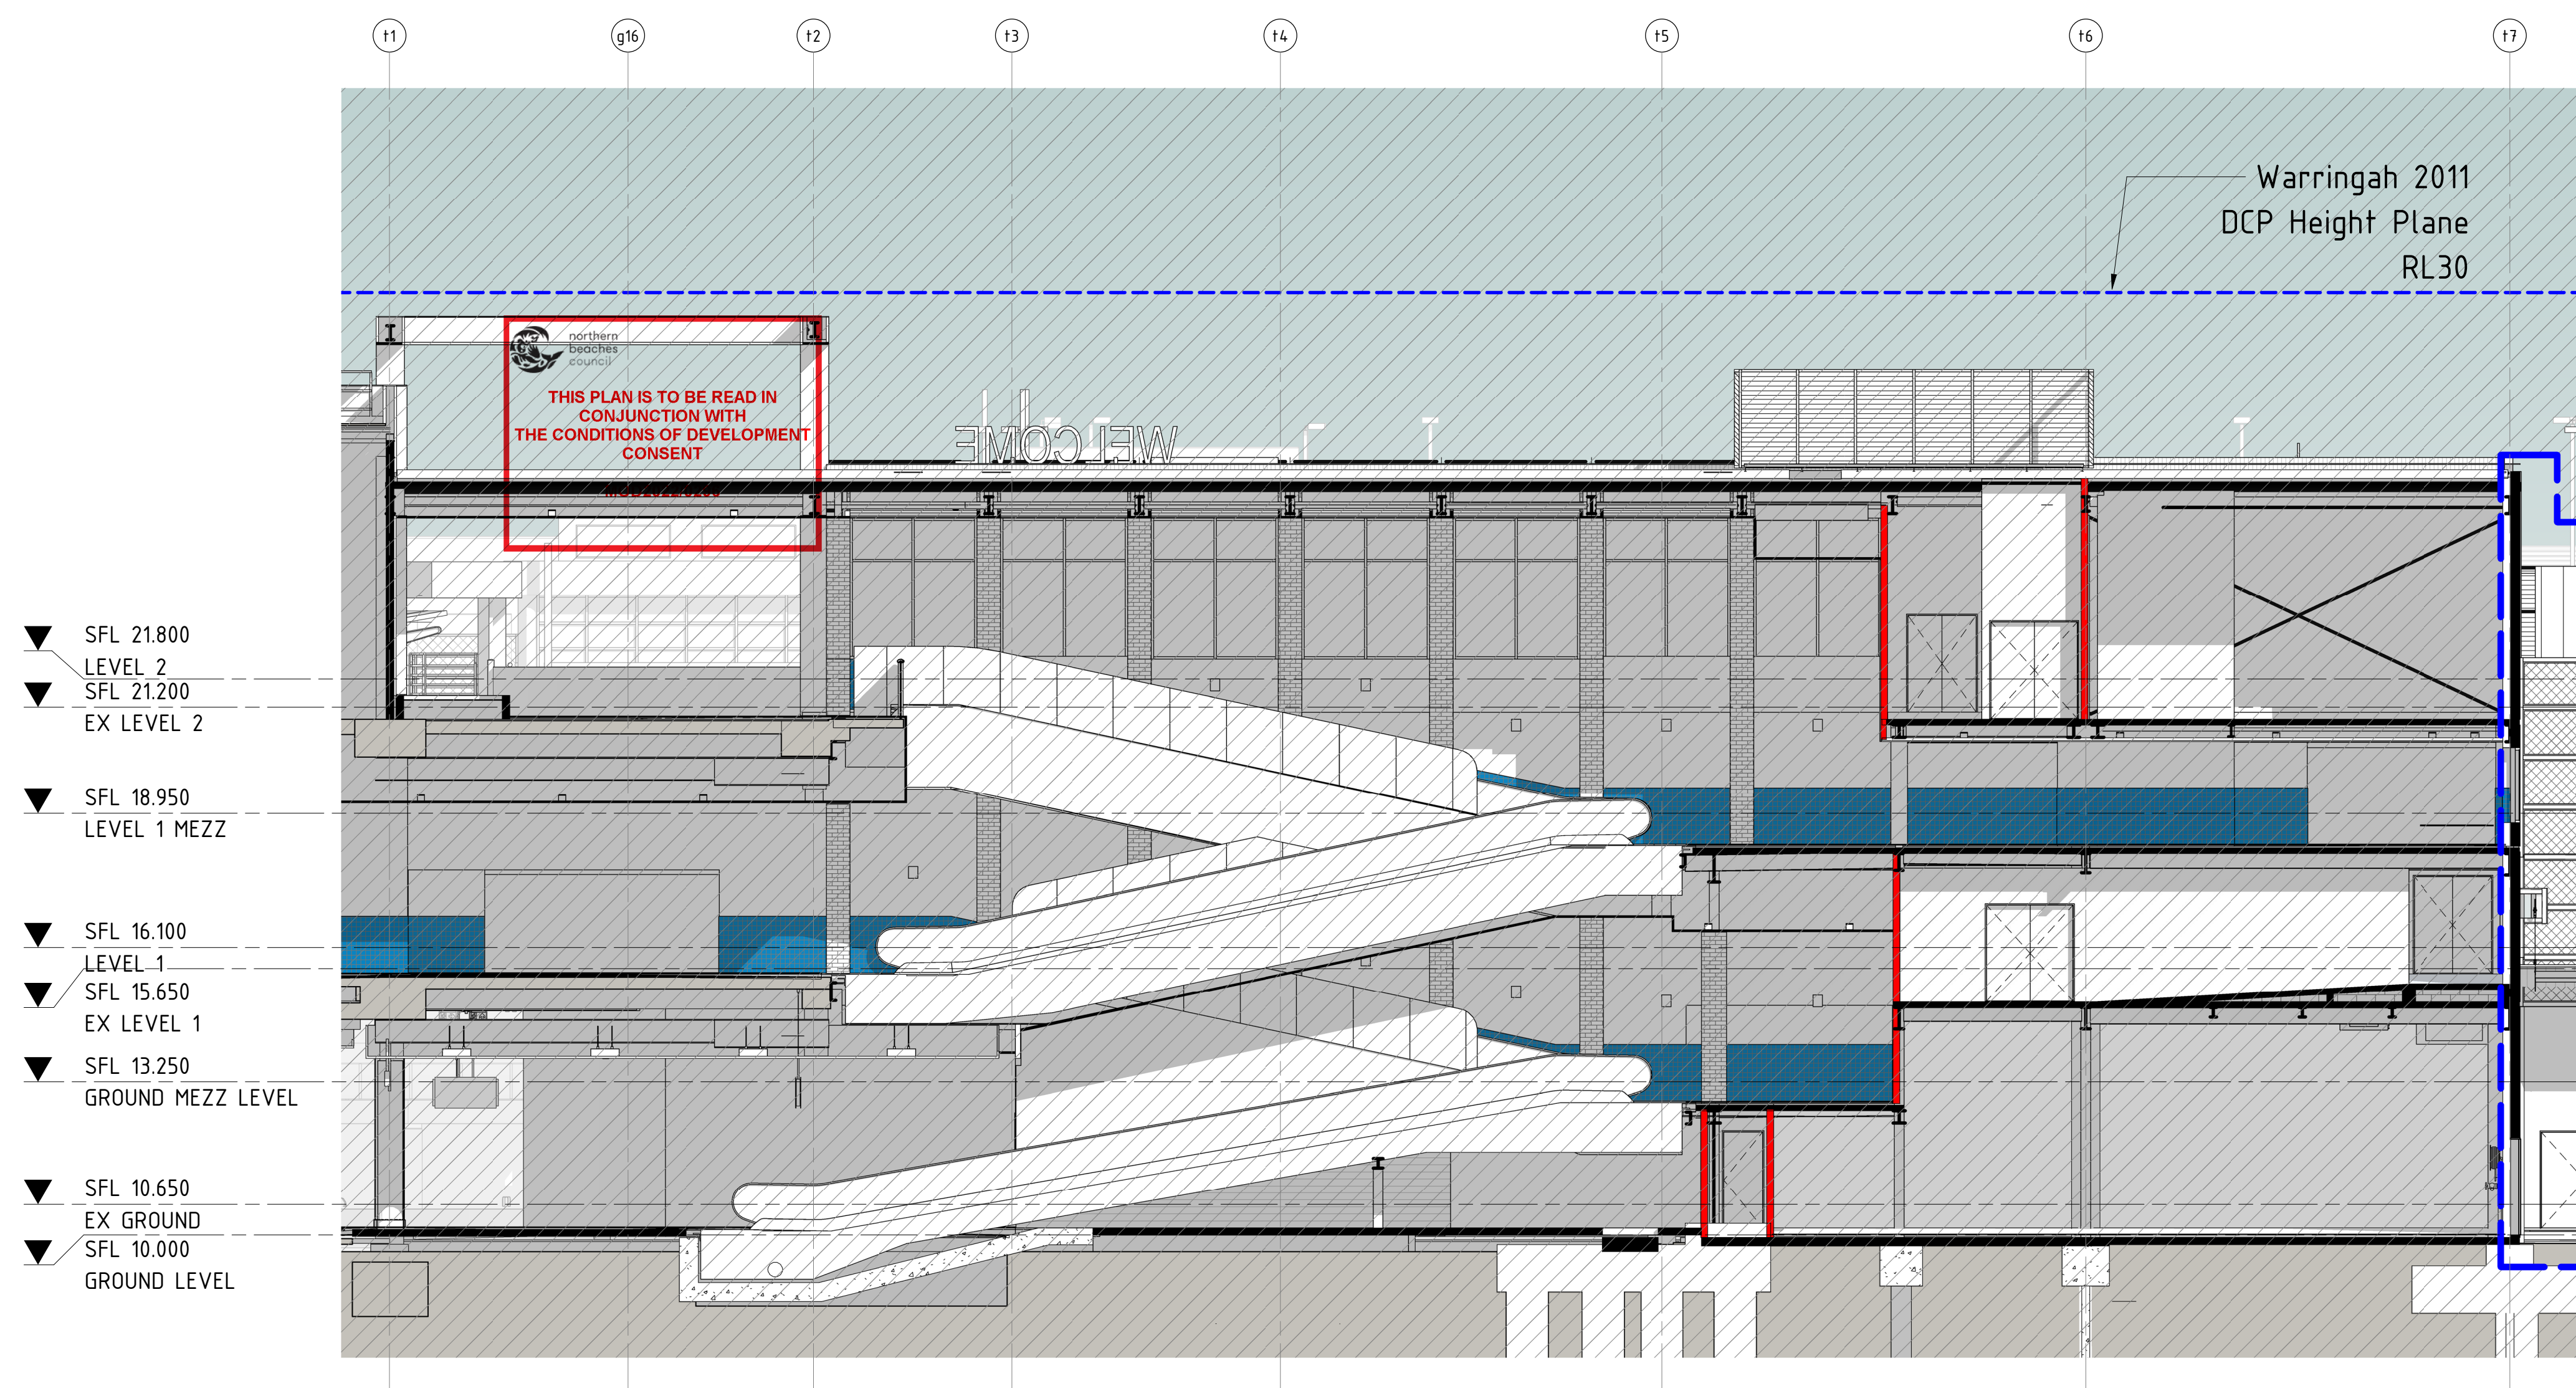 t1
g16
t2
t3
t4
t5
t6
t7
Warringah 2011
DCP Height Plane
RL30
northern
beaches
council
THIS PLAN IS TO BE READ IN
CONJUNCTION WITH
THE CONDITIONS OF DEVELOPMENT
CONSENT
WELCOME
SFL 21.800
LEVEL 2
SFL 21.200
EX LEVEL 2
SFL 18.950
LEVEL 1 MEZZ
SFL 16.100
LEVEL 1
SFL 15.650
EX LEVEL 1
SFL 13.250
GROUND MEZZ LEVEL
SFL 10.650
EX GROUND
SFL 10.000
GROUND LEVEL